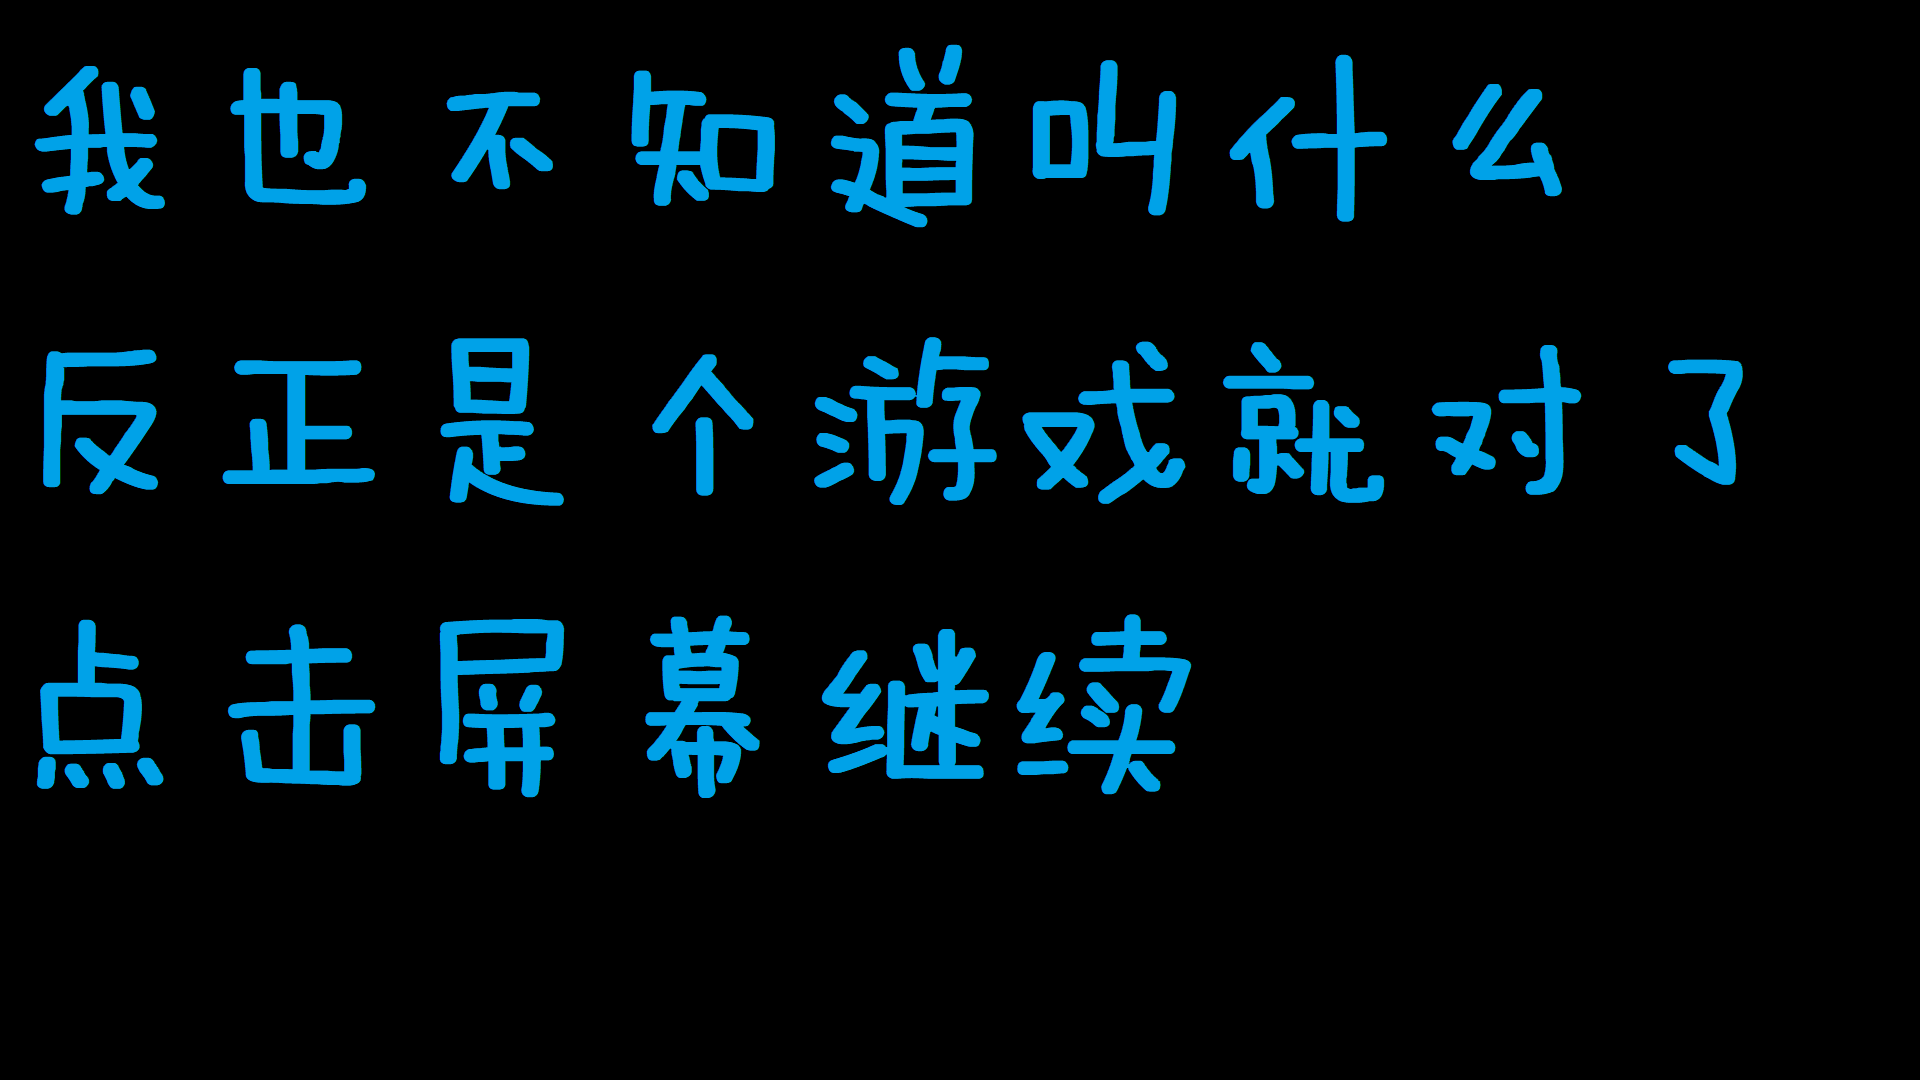 我也不知道叫什么
反正是个游戏就对了
点击屏幕继续